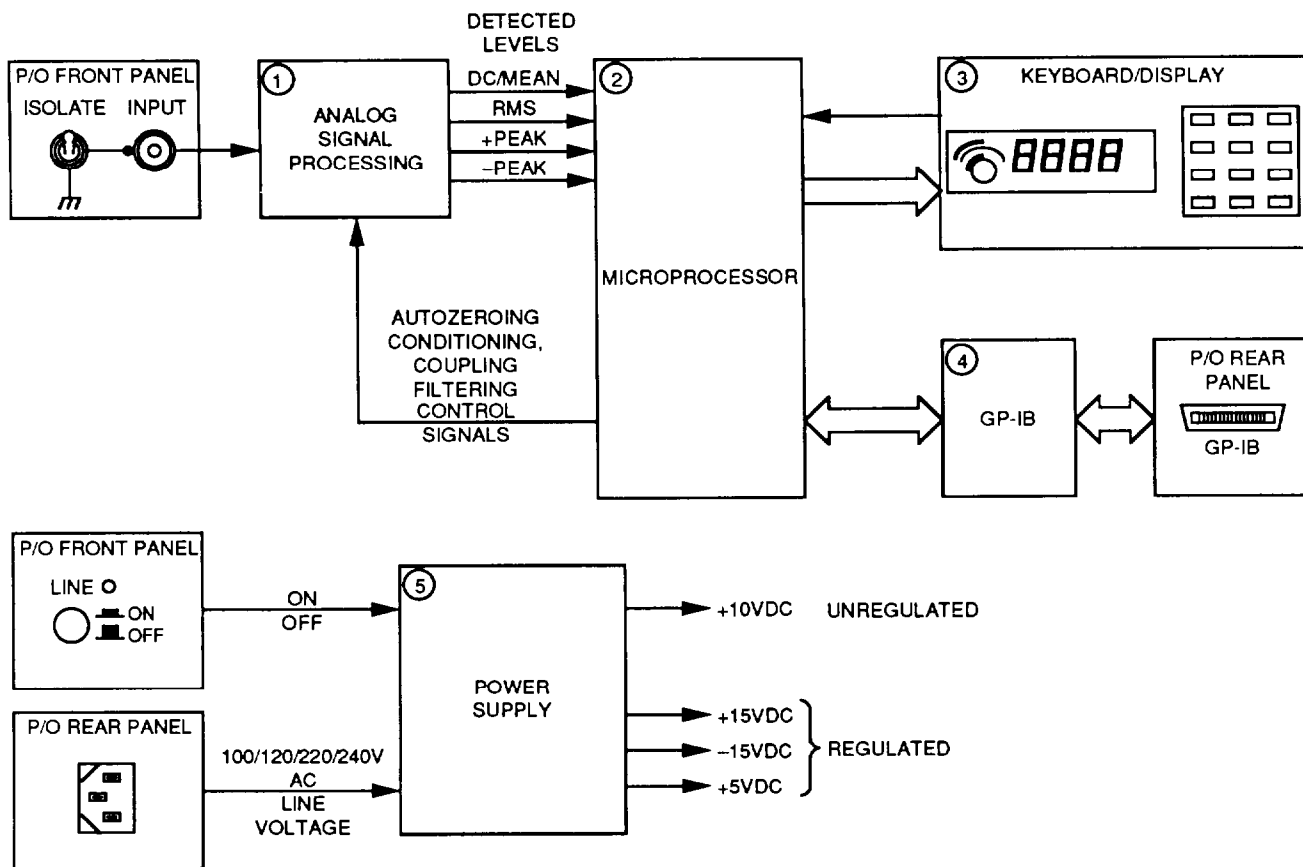 DETECTED
LEVELS
P/O FRONT PANEL
ISOLATE INPUT
1
ANALOG
SIGNAL
PROCESSING
DC/MEAN
RMS
+PEAK
–PEAK
2
MICROPROCESSOR
3
KEYBOARD/DISPLAY
8888
AUTOZEROING
CONDITIONING,
COUPLING
FILTERING
CONTROL
SIGNALS
4
GP-IB
P/O REAR
PANEL
GP-IB
P/O FRONT PANEL
LINE
ON
OFF
ON
OFF
5
POWER
SUPPLY
+10VDC UNREGULATED
+15VDC
–15VDC
+5VDC
REGULATED
P/O REAR PANEL
100/120/220/240V
AC
LINE
VOLTAGE